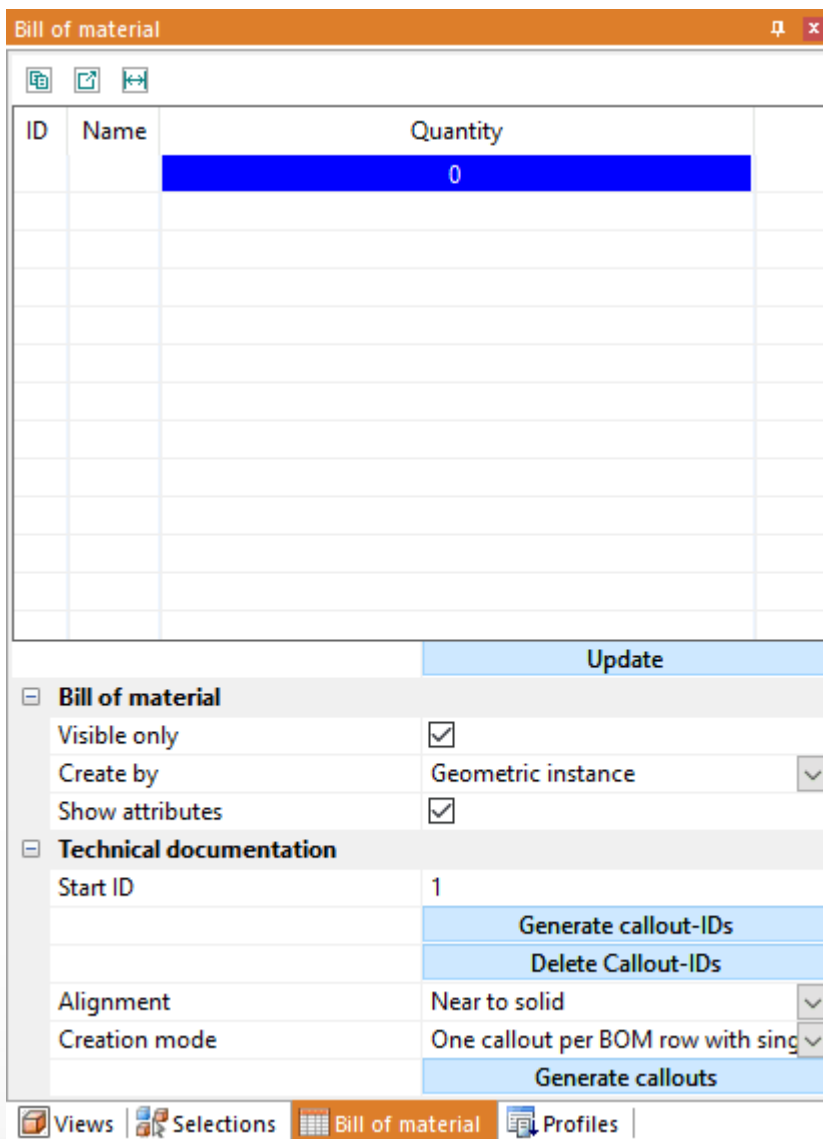 Bill of material
ID Name Quantity
0
Update
Bill of material
Visible only
Create by Geometric instance
Show attributes
Technical documentation
Start ID 1
Generate callout-IDs
Delete Callout-IDs
Alignment Near to solid
Creation mode One callout per BOM row with sing
Generate callouts
Views Selections Bill of material Profiles